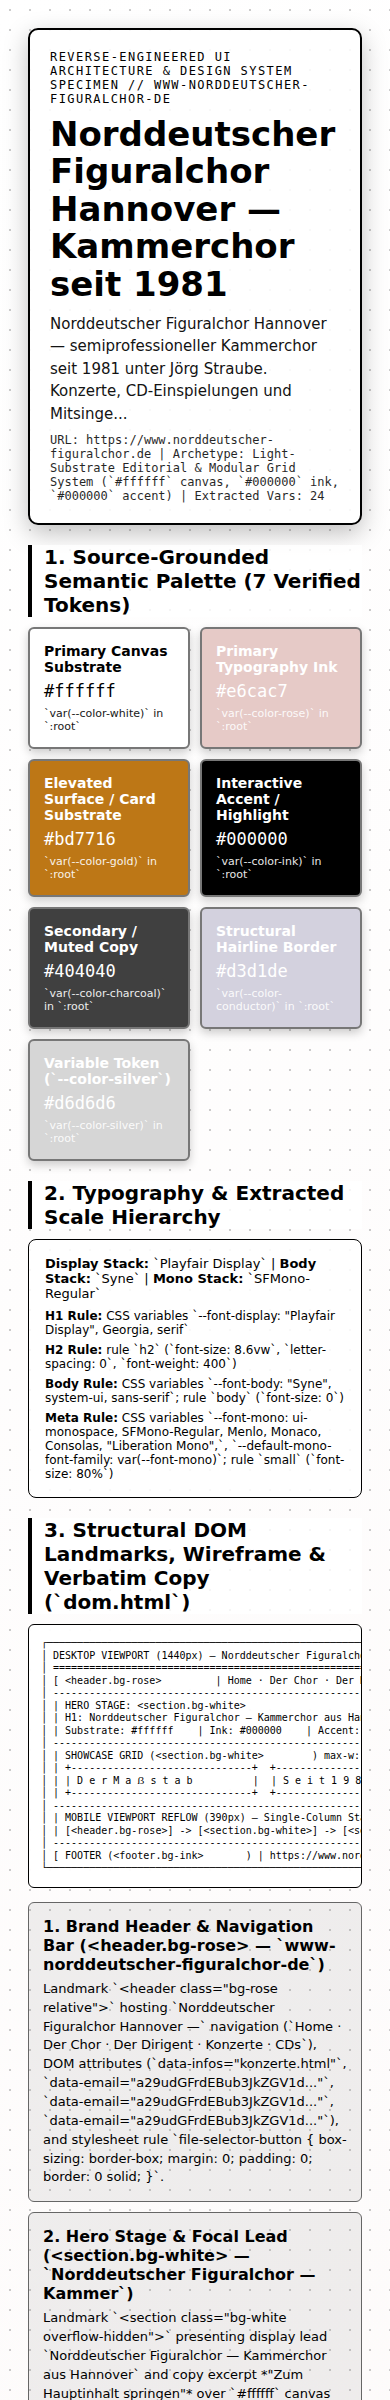 REVERSE-ENGINEERED UI
ARCHITECTURE & DESIGN SYSTEM
SPECIMEN // WWW-NORDDEUTSCHER-
FIGURALCHOR-DE
Norddeutscher
Figuralchor
Hannover —
Kammerchor
seit 1981
Norddeutscher Figuralchor Hannover
— semiprofessioneller Kammerchor
seit 1981 unter Jörg Straube.
Konzerte, CD-Einspielungen und
Mitsinge...
URL: https://www.norddeutscher-
figuralchor.de | Archetype: Light-
Substrate Editorial & Modular Grid
System (`#ffffff` canvas, `#000000` ink,
`#000000` accent) | Extracted Vars: 24
1. Source-Grounded
Semantic Palette (7 Verified
Tokens)
Primary Canvas
Substrate
#ffffff
`var(--color-white)` in
`:root`
Primary
Typography Ink
#e6cac7
`var(--color-rose)` in
`:root`
Elevated
Surface / Card
Substrate
#bd7716
`var(--color-gold)` in
`:root`
Interactive
Accent /
Highlight
#000000
`var(--color-ink)` in
`:root`
Secondary /
Muted Copy
#404040
`var(--color-charcoal)`
in `:root`
Structural
Hairline Border
#d3d1de
`var(--color-
conductor)` in `:root`
Variable Token
(`--color-silver`)
#d6d6d6
`var(--color-silver)` in
`:root`
2. Typography & Extracted
Scale Hierarchy
Display Stack: `Playfair Display` | Body
Stack: `Syne` | Mono Stack: `SFMono-
Regular`
H1 Rule: CSS variables `--font-display: "Playfair
Display", Georgia, serif`
H2 Rule: rule `h2` (`font-size: 8.6vw`, `letter-
spacing: 0`, `font-weight: 400`)
Body Rule: CSS variables `--font-body: "Syne",
system-ui, sans-serif`; rule `body` (`font-size: 0`)
Meta Rule: CSS variables `--font-mono: ui-
monospace, SFMono-Regular, Menlo, Monaco,
Consolas, "Liberation Mono",`, `--default-mono-
font-family: var(--font-mono)`; rule `small` (`font-
size: 80%`)
3. Structural DOM
Landmarks, Wireframe &
Verbatim Copy
(`dom.html`)
DESKTOP VIEWPORT (1440px) — Norddeutscher Figuralch
[ <header.bg-rose> | Home · Der Chor · Der
HERO STAGE: <section.bg-white>
H1: Norddeutscher Figuralchor — Kammerchor aus Ha
Substrate: #ffffff | Ink: #000000 | Accent:
SHOWCASE GRID (<section.bg-white> ) max-w:
| D e r M a ß s t a b | | S e i t 1 9 8
MOBILE VIEWPORT REFLOW (390px) — Single-Column St
[<header.bg-rose>] -> [<section.bg-white>] -> [<s
[ FOOTER (<footer.bg-ink> ) | https://www.nor
1. Brand Header & Navigation
Bar (<header.bg-rose> — `www-
norddeutscher-figuralchor-de`)
Landmark `<header class="bg-rose
relative">` hosting `Norddeutscher
Figuralchor Hannover —` navigation (`Home ·
Der Chor · Der Dirigent · Konzerte · CDs`),
DOM attributes (`data-infos="konzerte.html"`,
`data-email="a29udGFrdEBub3JkZGV1d..."`,
`data-email="a29udGFrdEBub3JkZGV1d..."`,
`data-email="a29udGFrdEBub3JkZGV1d..."`),
and stylesheet rule `file-selector-button { box-
sizing: border-box; margin: 0; padding: 0;
border: 0 solid; }`.
2. Hero Stage & Focal Lead
(<section.bg-white> —
`Norddeutscher Figuralchor —
Kammer`)
Landmark `<section class="bg-white
overflow-hidden">` presenting display lead
`Norddeutscher Figuralchor — Kammerchor
aus Hannover` and copy excerpt *"Zum
Hauptinhalt springen"* over `#ffffff` canvas